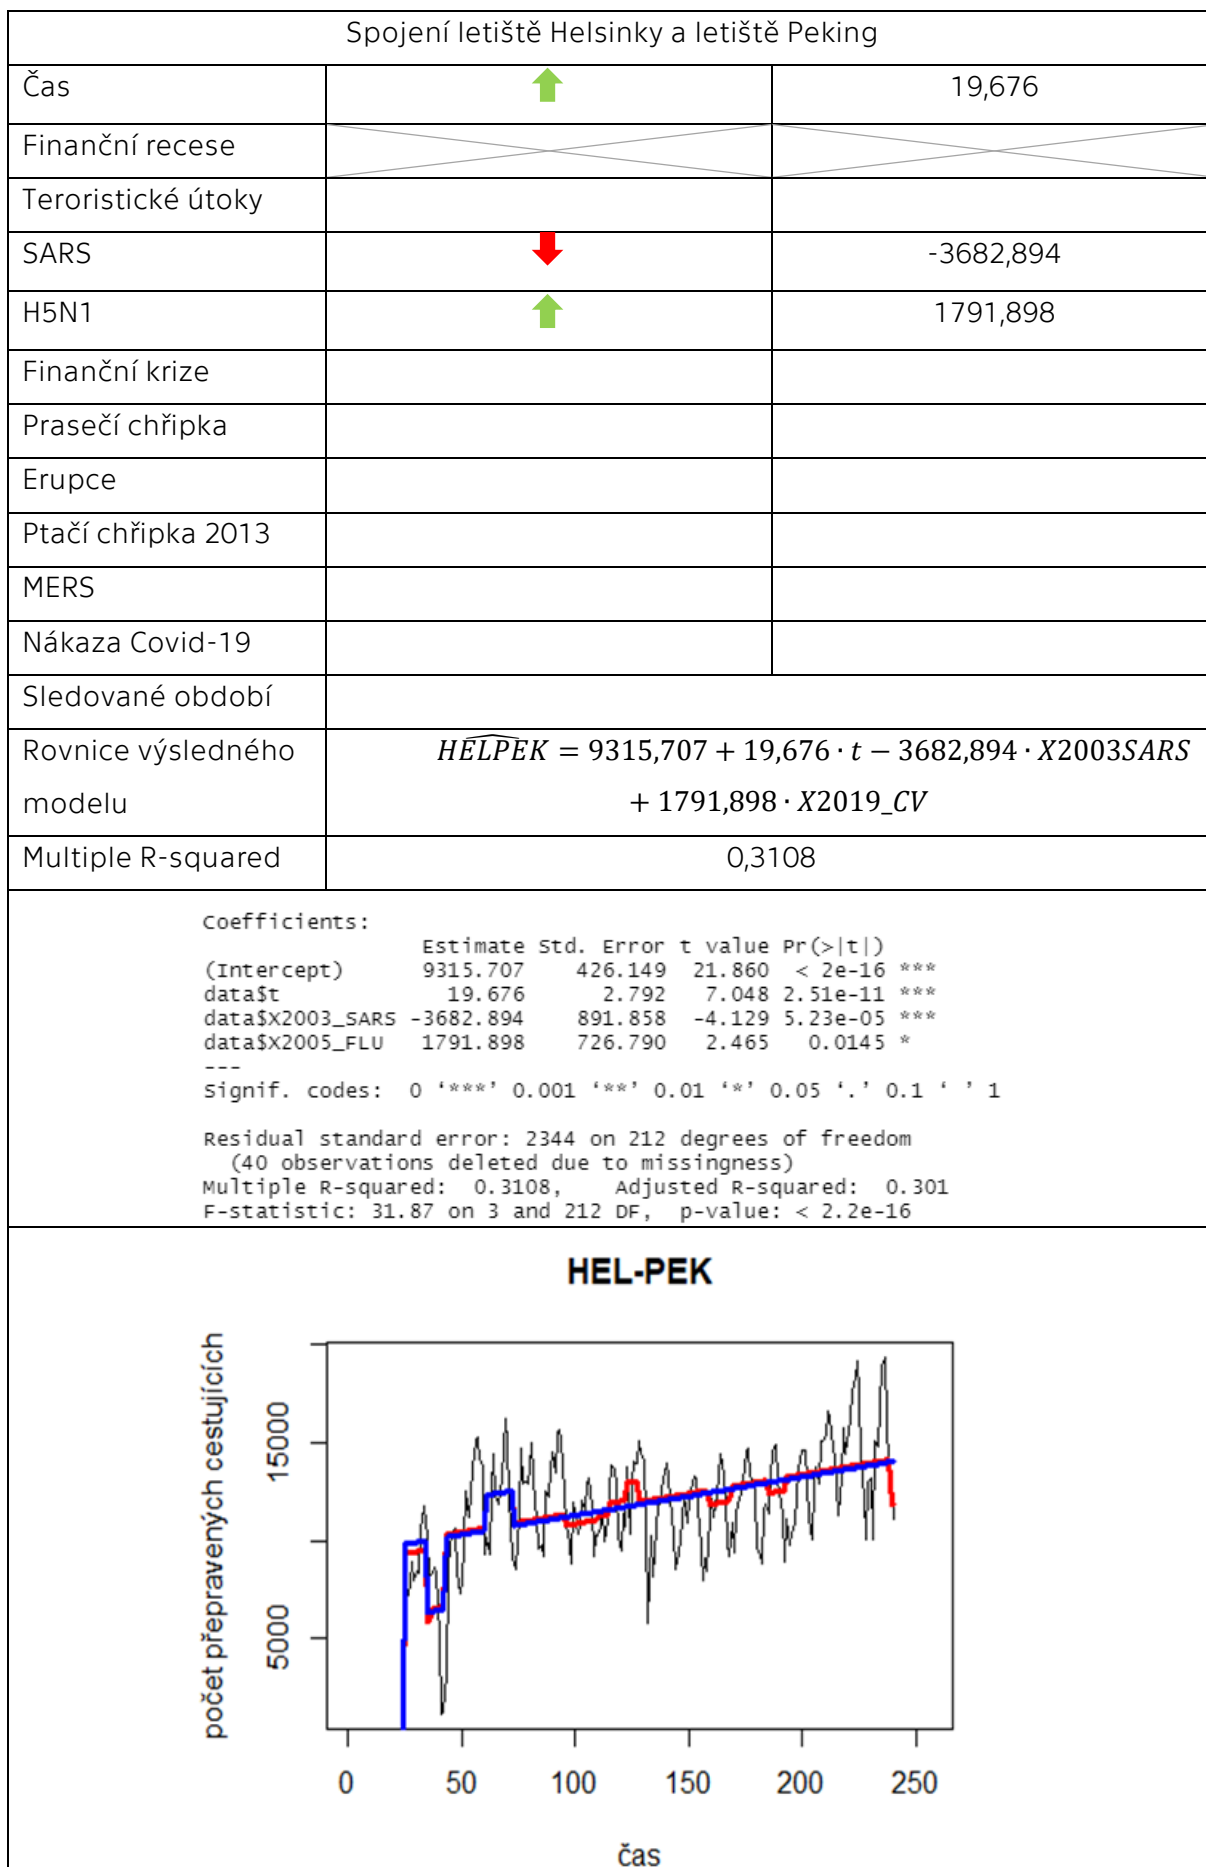 Spojení letiště Helsinky a letiště Peking
Čas 19,676
Finanční recese
Teroristické útoky
SARS -3682,894
H5N1 1791,898
Finanční krize
Prasečí chřipka
Erupce
Ptačí chřipka 2013
MERS
Nákaza Covid-19
Sledované období
Rovnice výsledného modelu
HELPEK = 9315,707 + 19,676 · t − 3682,894 · X2003SARS
+ 1791,898 · X2019_CV
Multiple R-squared 0,3108
Coefficients:
Estimate Std. Error t value Pr(>|t|)
(Intercept) 9315.707 426.149 21.860 < 2e-16 ***
data$t 19.676 2.792 7.048 2.51e-11 ***
data$X2003_SARS -3682.894 891.858 -4.129 5.23e-05 ***
data$X2005_FLU 1791.898 726.790 2.465 0.0145 *
---
Signif. codes: 0 ‘***’ 0.001 ‘**’ 0.01 ‘*’ 0.05 ‘.’ 0.1 ‘ ’ 1
Residual standard error: 2344 on 212 degrees of freedom
(40 observations deleted due to missingness)
Multiple R-squared: 0.3108, Adjusted R-squared: 0.301
F-statistic: 31.87 on 3 and 212 DF, p-value: < 2.2e-16
HEL-PEK
počet přepravených cestujících
15000
5000
0 50 100 150 200 250
čas